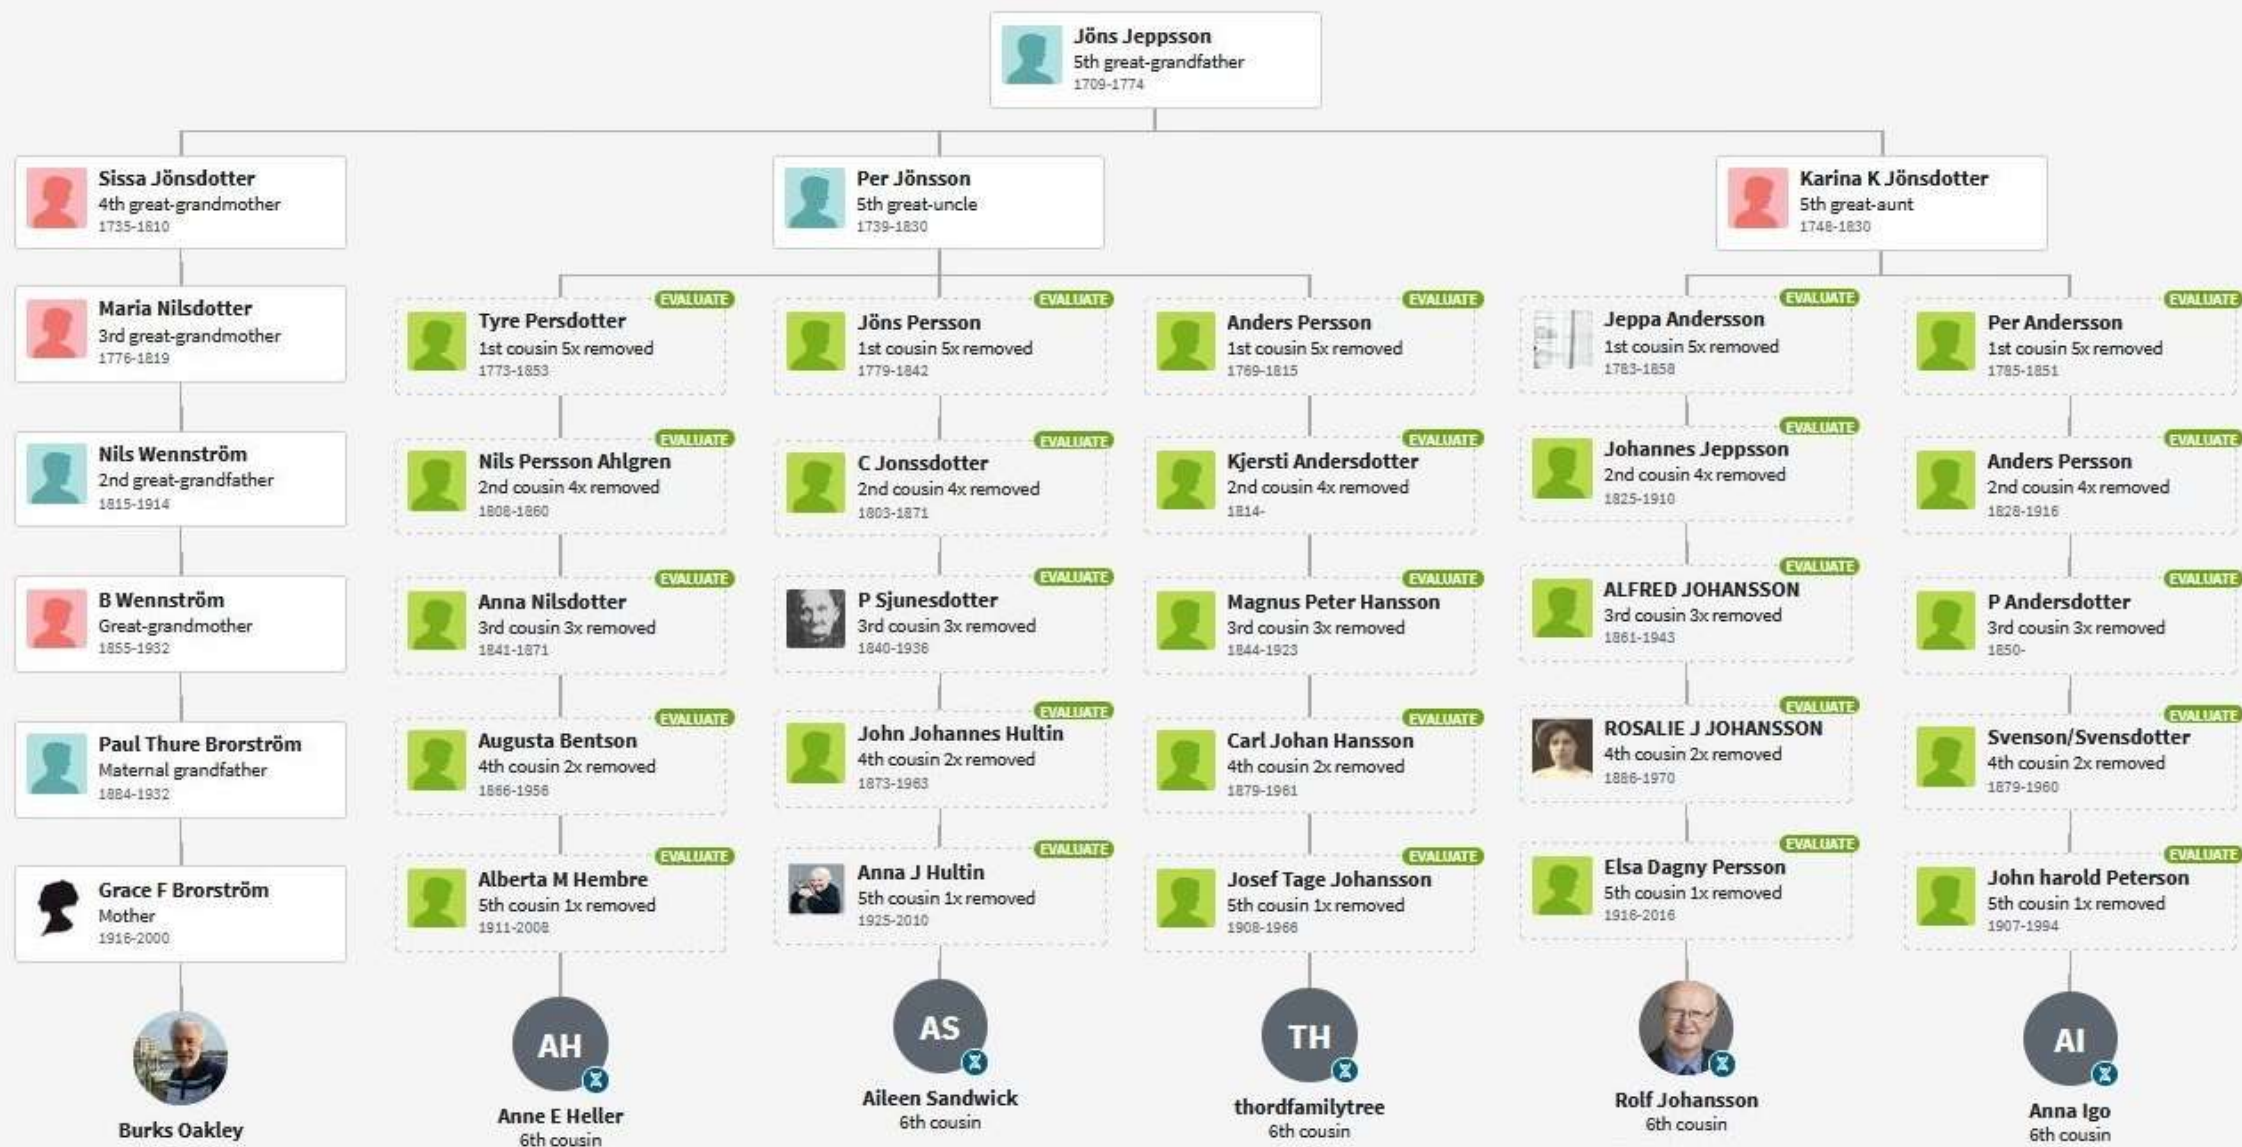 Jöns Jeppsson
5th great-grandfather
1709-1774
Sissa Jönsdotter
4th great-grandmother
1735-1810
Per Jönsson
5th great-uncle
1739-1830
Karina K Jönsdotter
5th great-aunt
1748-1830
Maria Nilsdotter
3rd great-grandmother
1776-1819
EVALUATE
Tyre Persdotter
1st cousin 5x removed
1773-1853
EVALUATE
Jöns Persson
1st cousin 5x removed
1779-1842
EVALUATE
Anders Persson
1st cousin 5x removed
1769-1815
EVALUATE
Jeppa Andersson
1st cousin 5x removed
1783-1858
EVALUATE
Per Andersson
1st cousin 5x removed
1785-1851
Nils Wennström
2nd great-grandfather
1815-1914
EVALUATE
Nils Persson Ahlgren
2nd cousin 4x removed
1808-1860
EVALUATE
C Jonssdotter
2nd cousin 4x removed
1803-1871
EVALUATE
Kjersti Andersdotter
2nd cousin 4x removed
1814-
EVALUATE
Johannes Jeppsson
2nd cousin 4x removed
1825-1910
EVALUATE
Anders Persson
2nd cousin 4x removed
1828-1916
B Wennström
Great-grandmother
1855-1932
EVALUATE
Anna Nilsdotter
3rd cousin 3x removed
1841-1871
EVALUATE
P Sjunesdotter
3rd cousin 3x removed
1840-1936
EVALUATE
Magnus Peter Hansson
3rd cousin 3x removed
1844-1923
EVALUATE
ALFRED JOHANSSON
3rd cousin 3x removed
1861-1943
EVALUATE
P Andersdotter
3rd cousin 3x removed
1850-
Paul Thure Brorström
Maternal grandfather
1884-1932
EVALUATE
Augusta Bentson
4th cousin 2x removed
1866-1956
EVALUATE
John Johannes Hultin
4th cousin 2x removed
1873-1963
EVALUATE
Carl Johan Hansson
4th cousin 2x removed
1879-1961
EVALUATE
ROSALIE J JOHANSSON
4th cousin 2x removed
1886-1970
EVALUATE
Svenson/Svensdotter
4th cousin 2x removed
1879-1960
Grace F Brorström
Mother
1916-2000
EVALUATE
Alberta M Hembre
5th cousin 1x removed
1911-2008
EVALUATE
Anna J Hultin
5th cousin 1x removed
1925-2010
EVALUATE
Josef Tage Johansson
5th cousin 1x removed
1908-1966
EVALUATE
Elsa Dagny Persson
5th cousin 1x removed
1916-2016
EVALUATE
John harold Peterson
5th cousin 1x removed
1907-1994
Burks Oakley
AH
Anne E Heller
6th cousin
AS
Aileen Sandwick
6th cousin
TH
thordfamilytree
6th cousin
Rolf Johansson
6th cousin
AI
Anna Igo
6th cousin